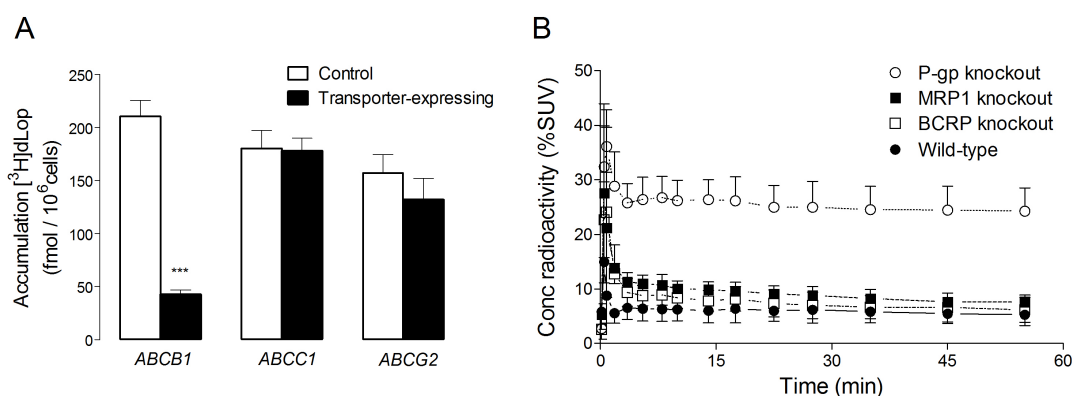 A
Accumulation [³H]dLop
(fmol / 10⁶cells)
250
200
150
100
50
0
Control
Transporter-expressing
***
ABCB1
ABCC1
ABCG2
B
Conc radioactivity (%SUV)
50
40
30
20
10
0
P-gp knockout
MRP1 knockout
BCRP knockout
Wild-type
0
15
30
45
60
Time (min)